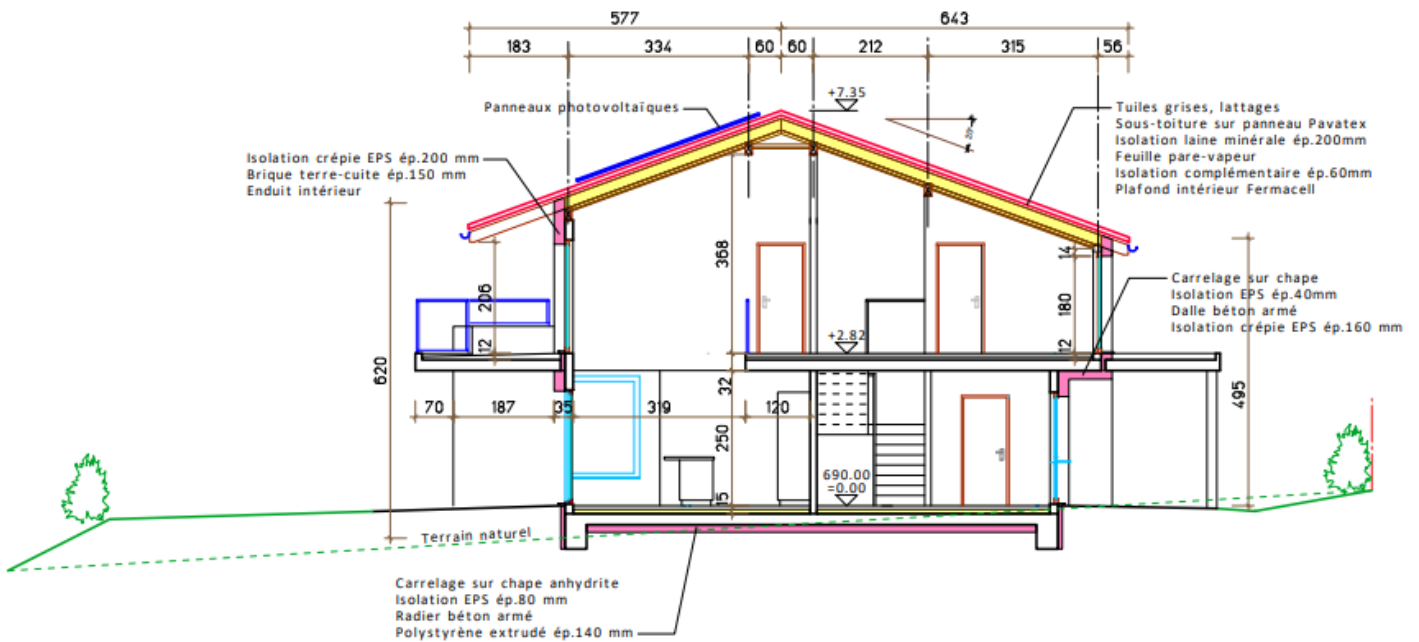 577 643
183 334 60 60 212 315 56
+7.35
Panneaux photovoltaïques
Tuiles grises, lattages
Sous-toiture sur panneau Pavatex
Isolation laine minérale ép.200mm
Feuille pare-vapeur
Isolation complémentaire ép.60mm
Plafond intérieur Fermacell
Isolation crépie EPS ép.200 mm
Brique terre-cuite ép.150 mm
Enduit intérieur
368
14
206
180
Carrelage sur chape
Isolation EPS ép.40mm
Dalle béton armé
Isolation crépie EPS ép.160 mm
+2.82
12
12
620
32
495
70 187 35 319 120
250
690.00
=0.00
15
Terrain naturel
Carrelage sur chape anhydrite
Isolation EPS ép.80 mm
Radier béton armé
Polystyrène extrudé ép.140 mm